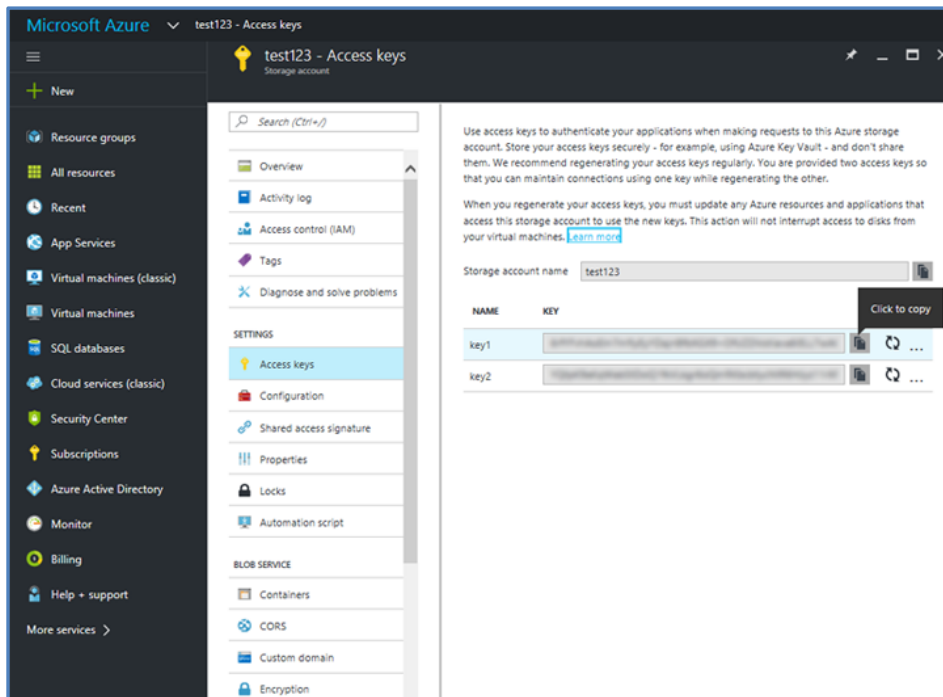 Microsoft Azure test123 - Access keys
test123 - Access keys
Storage account
New
Resource groups
All resources
Recent
App Services
Virtual machines (classic)
Virtual machines
SQL databases
Cloud services (classic)
Security Center
Subscriptions
Azure Active Directory
Monitor
Billing
Help + support
More services
Search (Ctrl+/)
Overview
Activity log
Access control (IAM)
Tags
Diagnose and solve problems
SETTINGS
Access keys
Configuration
Shared access signature
Properties
Locks
Automation script
BLOB SERVICE
Containers
CORS
Custom domain
Encryption
Use access keys to authenticate your applications when making requests to this Azure storage
account. Store your access keys securely - for example, using Azure Key Vault - and don't share
them. We recommend regenerating your access keys regularly. You are provided two access keys so
that you can maintain connections using one key while regenerating the other.
When you regenerate your access keys, you must update any Azure resources and applications that
access this storage account to use the new keys. This action will not interrupt access to disks from
your virtual machines. Learn more
Storage account name test123
Click to copy
NAME KEY
key1 ...
key2 ...